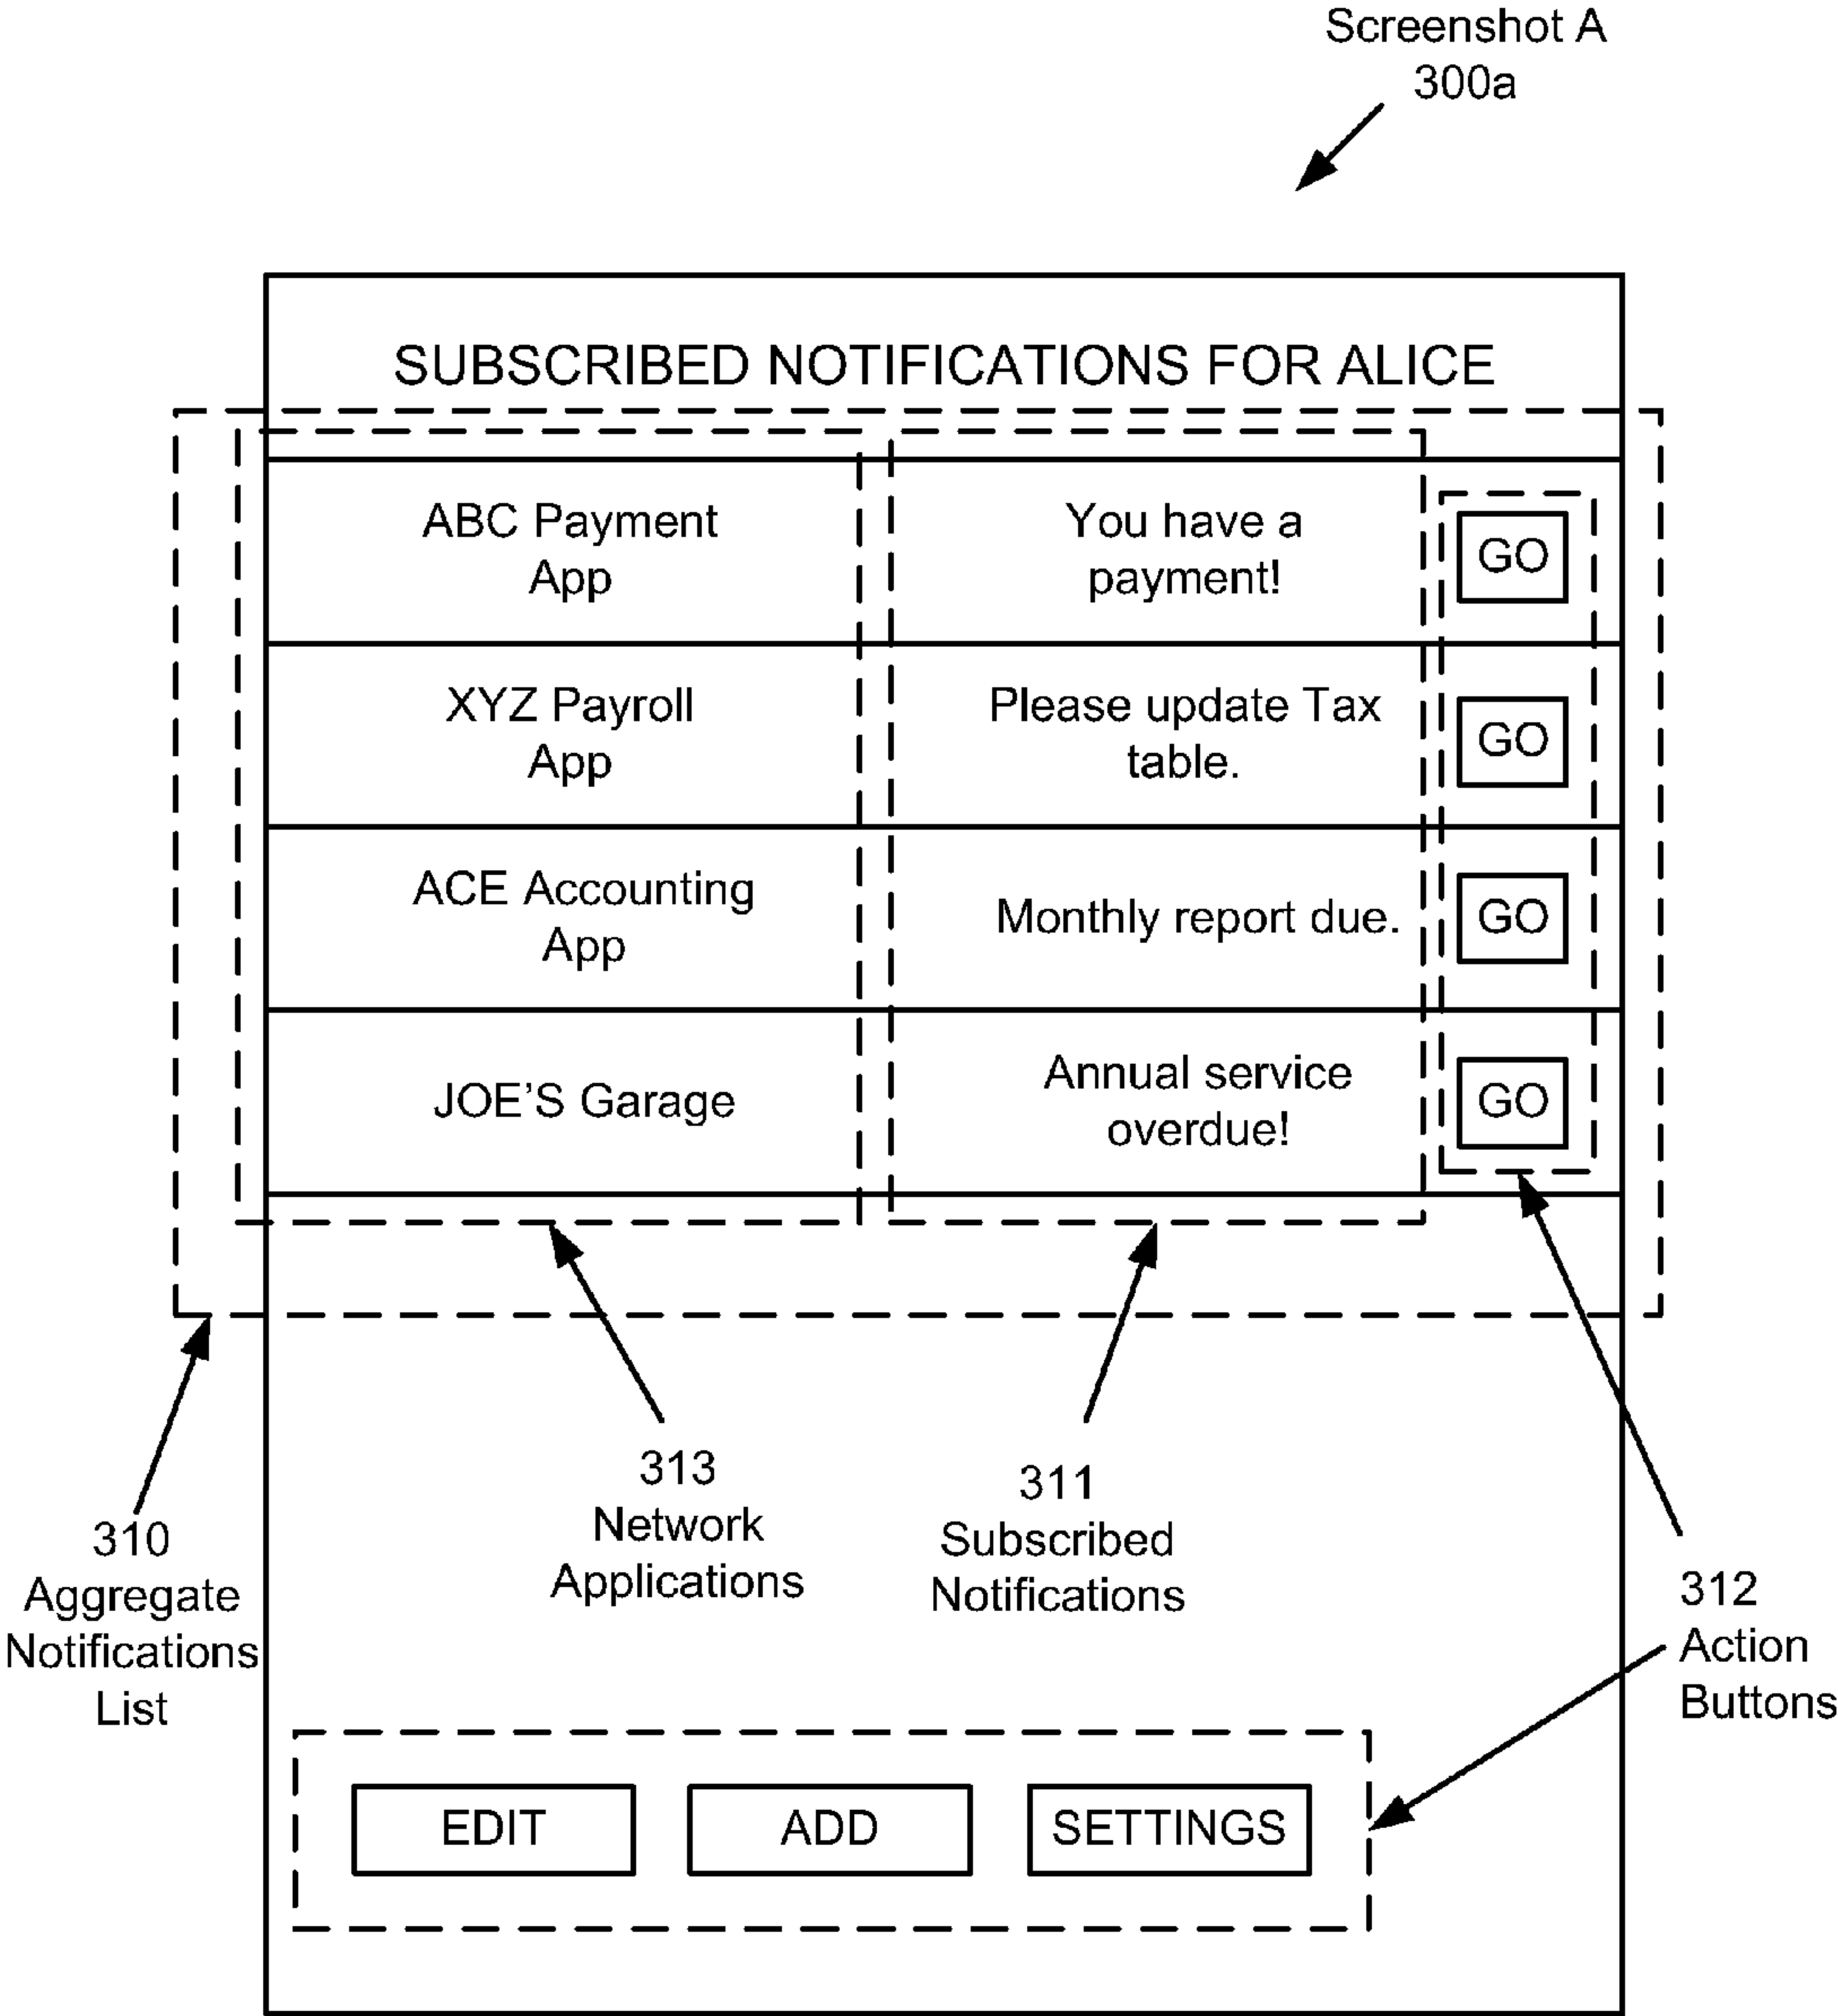 Screenshot A
300a
SUBSCRIBED NOTIFICATIONS FOR ALICE
ABC Payment
App
You have a
payment!
GO
XYZ Payroll
App
Please update Tax
table.
GO
ACE Accounting
App
Monthly report due.
GO
JOE’S Garage
Annual service
overdue!
GO
310
Aggregate
Notifications
List
313
Network
Applications
311
Subscribed
Notifications
312
Action
Buttons
EDIT
ADD
SETTINGS